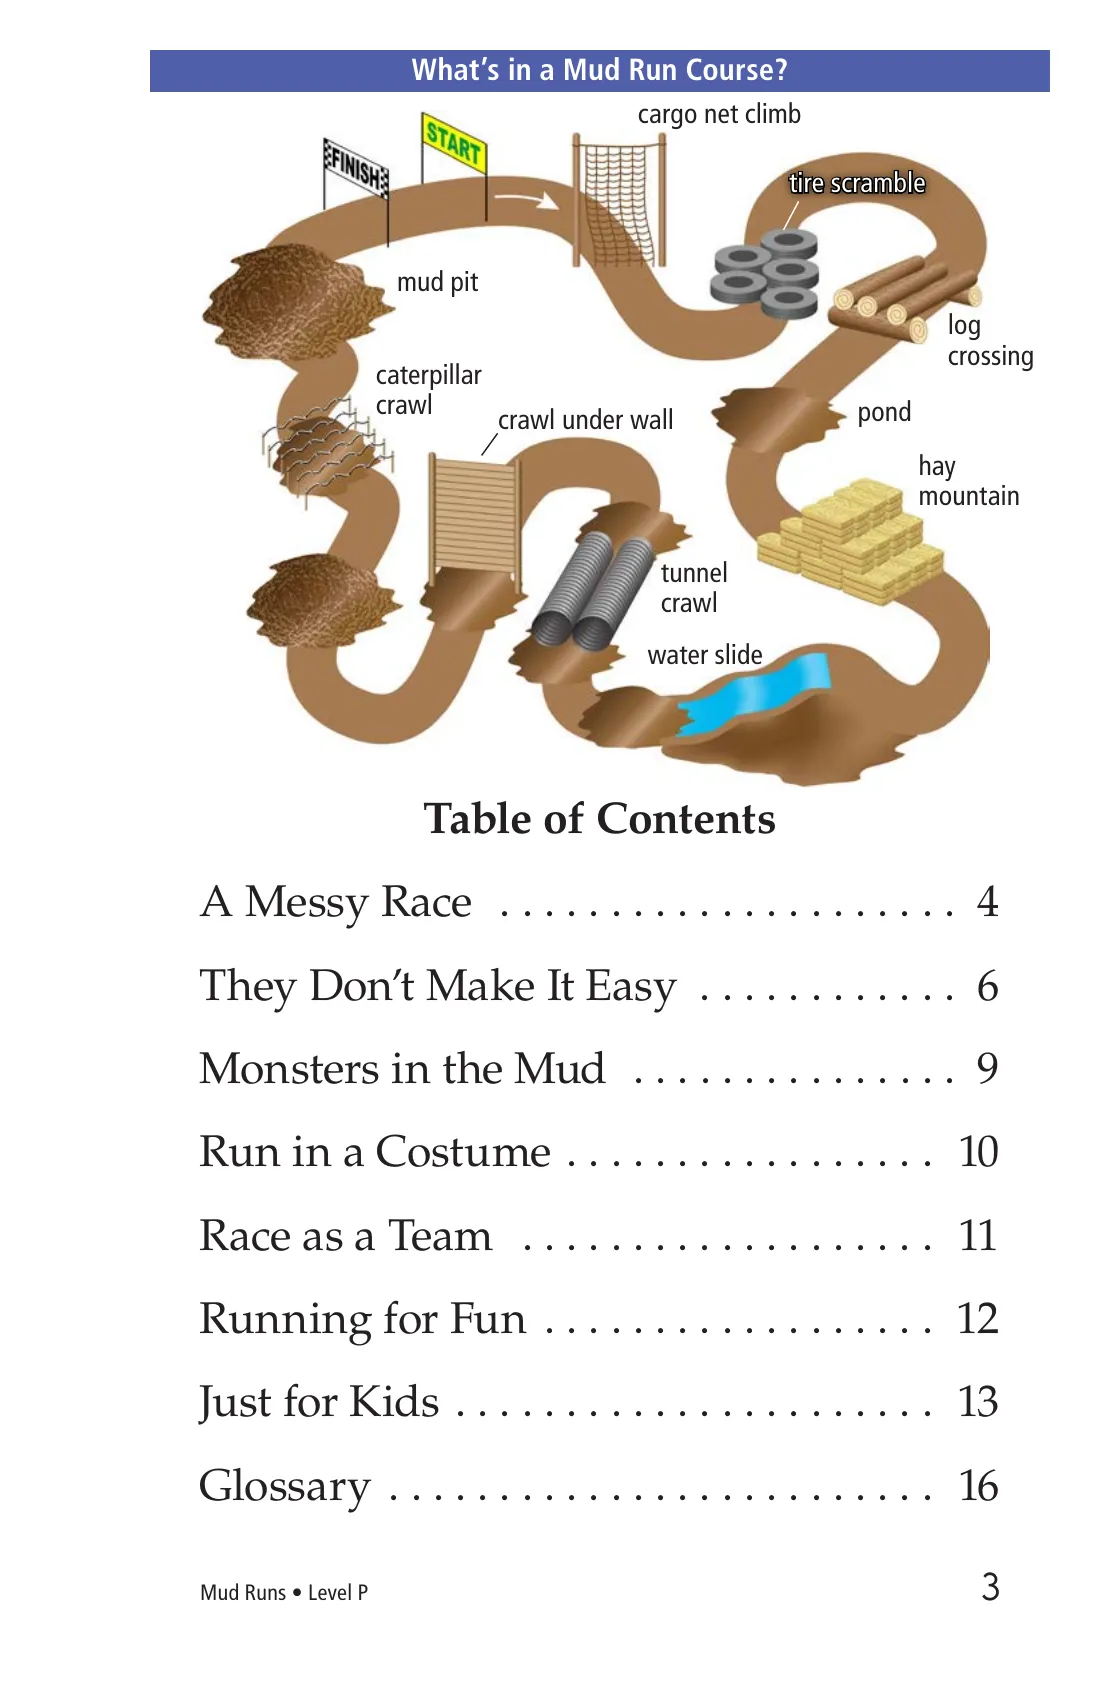 What's in a Mud Run Course?
cargo net climb
START
FINISH
tire scramble
mud pit
log
crossing
caterpillar
crawl
crawl under wall
pond
hay
mountain
tunnel
crawl
water slide
Table of Contents
A Messy Race . . . . . . . . . . . . . . . . . . . . . 4
They Don't Make It Easy . . . . . . . . . . . . 6
Monsters in the Mud . . . . . . . . . . . . . . . 9
Run in a Costume . . . . . . . . . . . . . . . . . 10
Race as a Team . . . . . . . . . . . . . . . . . . . 11
Running for Fun . . . . . . . . . . . . . . . . . . 12
Just for Kids . . . . . . . . . . . . . . . . . . . . . . 13
Glossary . . . . . . . . . . . . . . . . . . . . . . . . . 16
Mud Runs • Level P 3